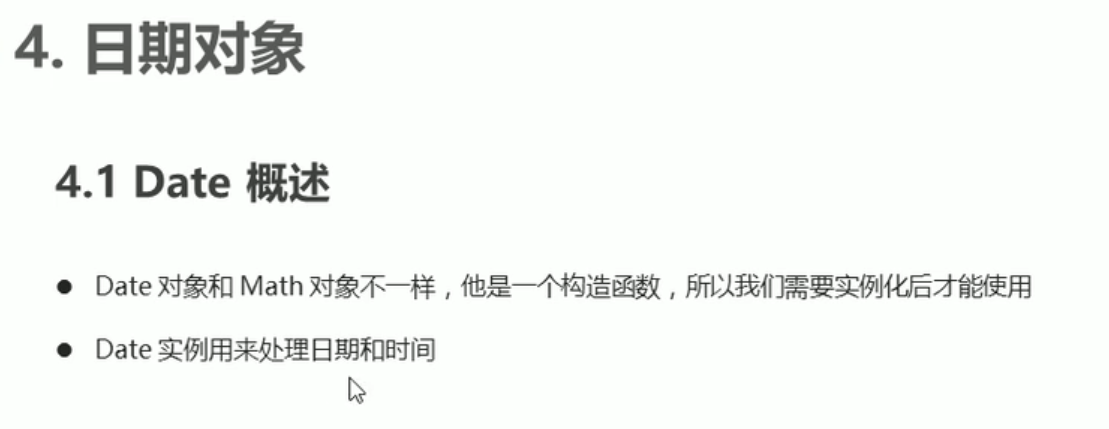 4. 日期对象
4.1 Date 概述
● Date 对象和 Math 对象不一样，他是一个构造函数，所以我们需要实例化后才能使用
● Date 实例用来处理日期和时间